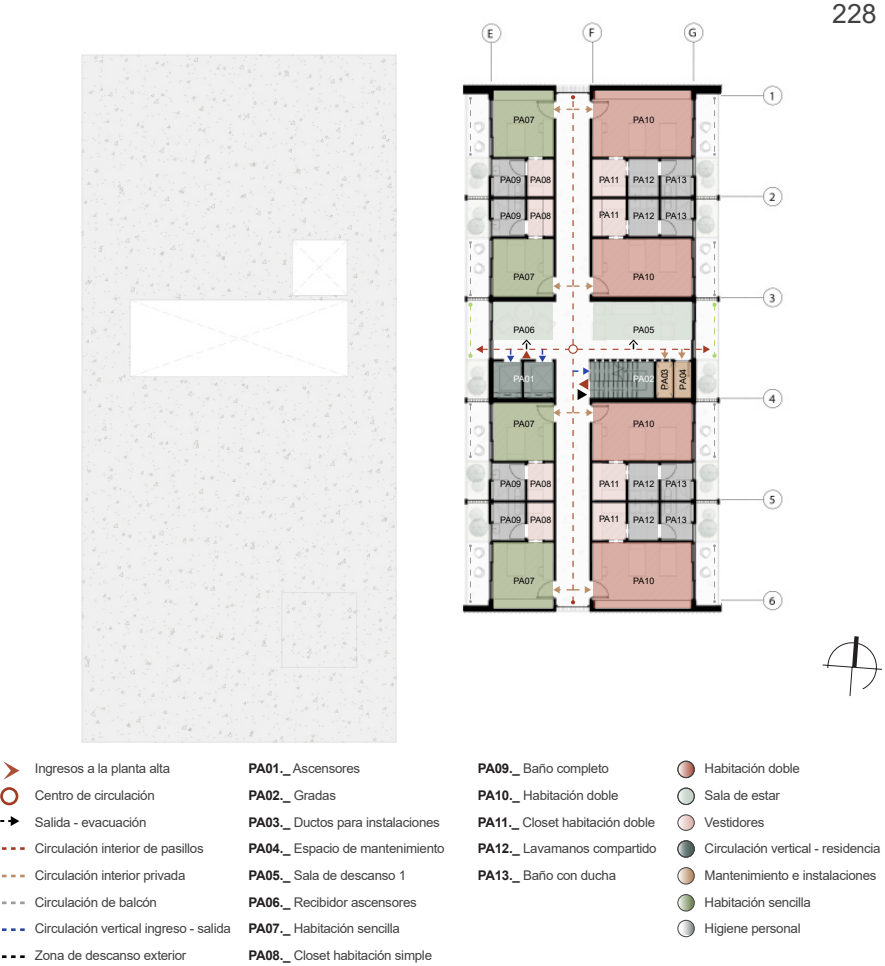 228
E F G
1
PA07 PA10
PA09 PA08 PA11 PA12 PA13
2
PA09 PA08 PA11 PA12 PA13
PA07 PA10
3
PA06 PA05
PA01 PA02 PA03 PA04
4
PA07 PA10
PA09 PA08 PA11 PA12 PA13
5
PA09 PA08 PA11 PA12 PA13
PA07 PA10
6
Ingresos a la planta alta
Centro de circulación
Salida - evacuación
Circulación interior de pasillos
Circulación interior privada
Circulación de balcón
Circulación vertical ingreso - salida
Zona de descanso exterior
PA01._ Ascensores
PA02._ Gradas
PA03._ Ductos para instalaciones
PA04._ Espacio de mantenimiento
PA05._ Sala de descanso 1
PA06._ Recibidor ascensores
PA07._ Habitación sencilla
PA08._ Closet habitación simple
PA09._ Baño completo
PA10._ Habitación doble
PA11._ Closet habitación doble
PA12._ Lavamanos compartido
PA13._ Baño con ducha
Habitación doble
Sala de estar
Vestidores
Circulación vertical - residencia
Mantenimiento e instalaciones
Habitación sencilla
Higiene personal